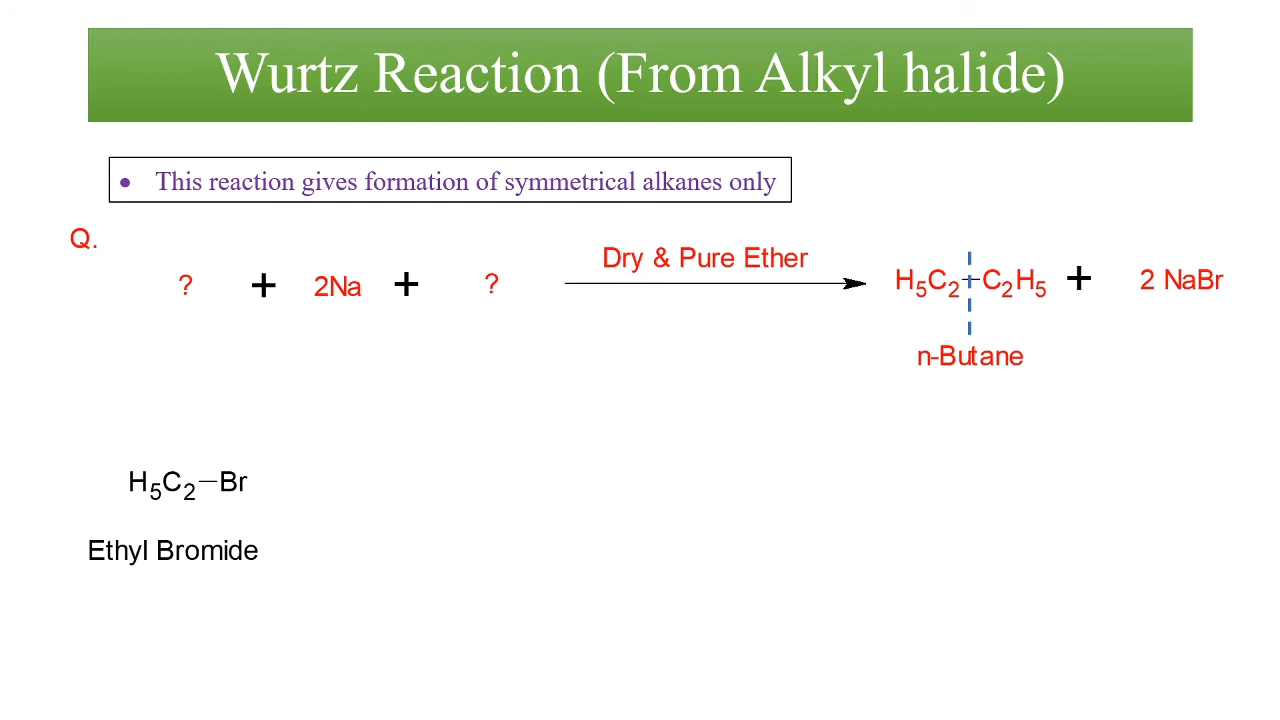 Wurtz Reaction (From Alkyl halide)
• This reaction gives formation of symmetrical alkanes only
Q.
? + 2Na + ? Dry & Pure Ether H5C2–C2H5 + 2 NaBr
n-Butane
H5C2–Br
Ethyl Bromide